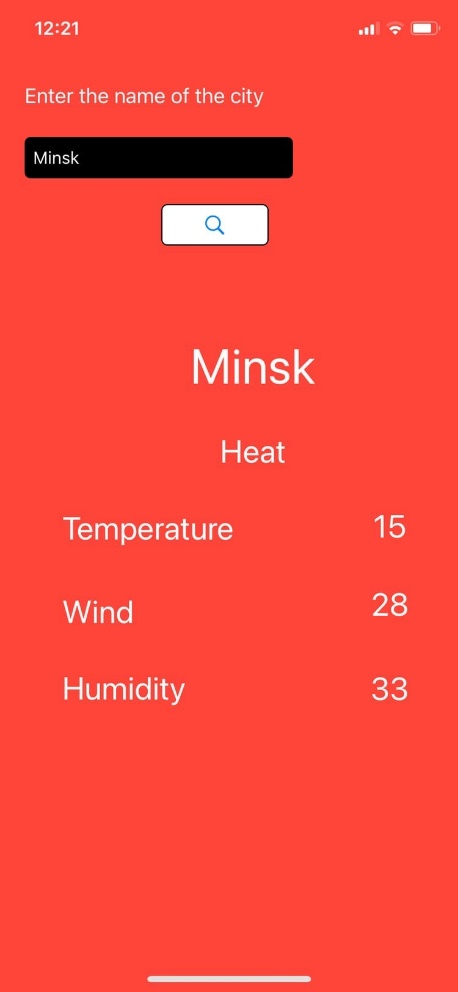 12:21
Enter the name of the city
Minsk
Minsk
Heat
Temperature 15
Wind 28
Humidity 33